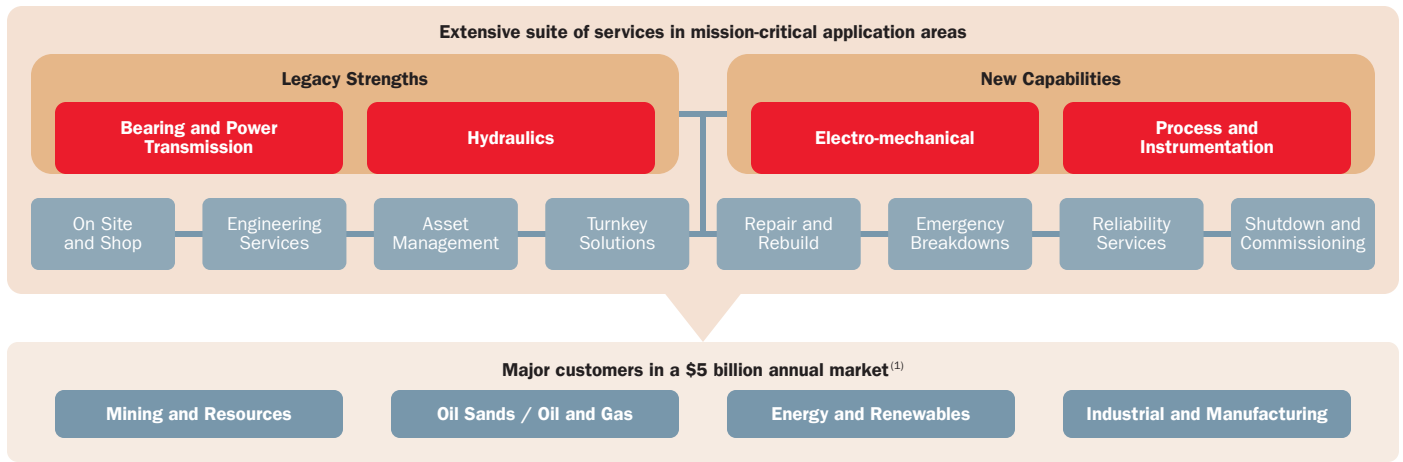 Extensive suite of services in mission-critical application areas
Legacy Strengths
New Capabilities
Bearing and Power
Transmission
Hydraulics
Electro-mechanical
Process and
Instrumentation
On Site
and Shop
Engineering
Services
Asset
Management
Turnkey
Solutions
Repair and
Rebuild
Emergency
Breakdowns
Reliability
Services
Shutdown and
Commissioning
Major customers in a $5 billion annual market(1)
Mining and Resources
Oil Sands / Oil and Gas
Energy and Renewables
Industrial and Manufacturing